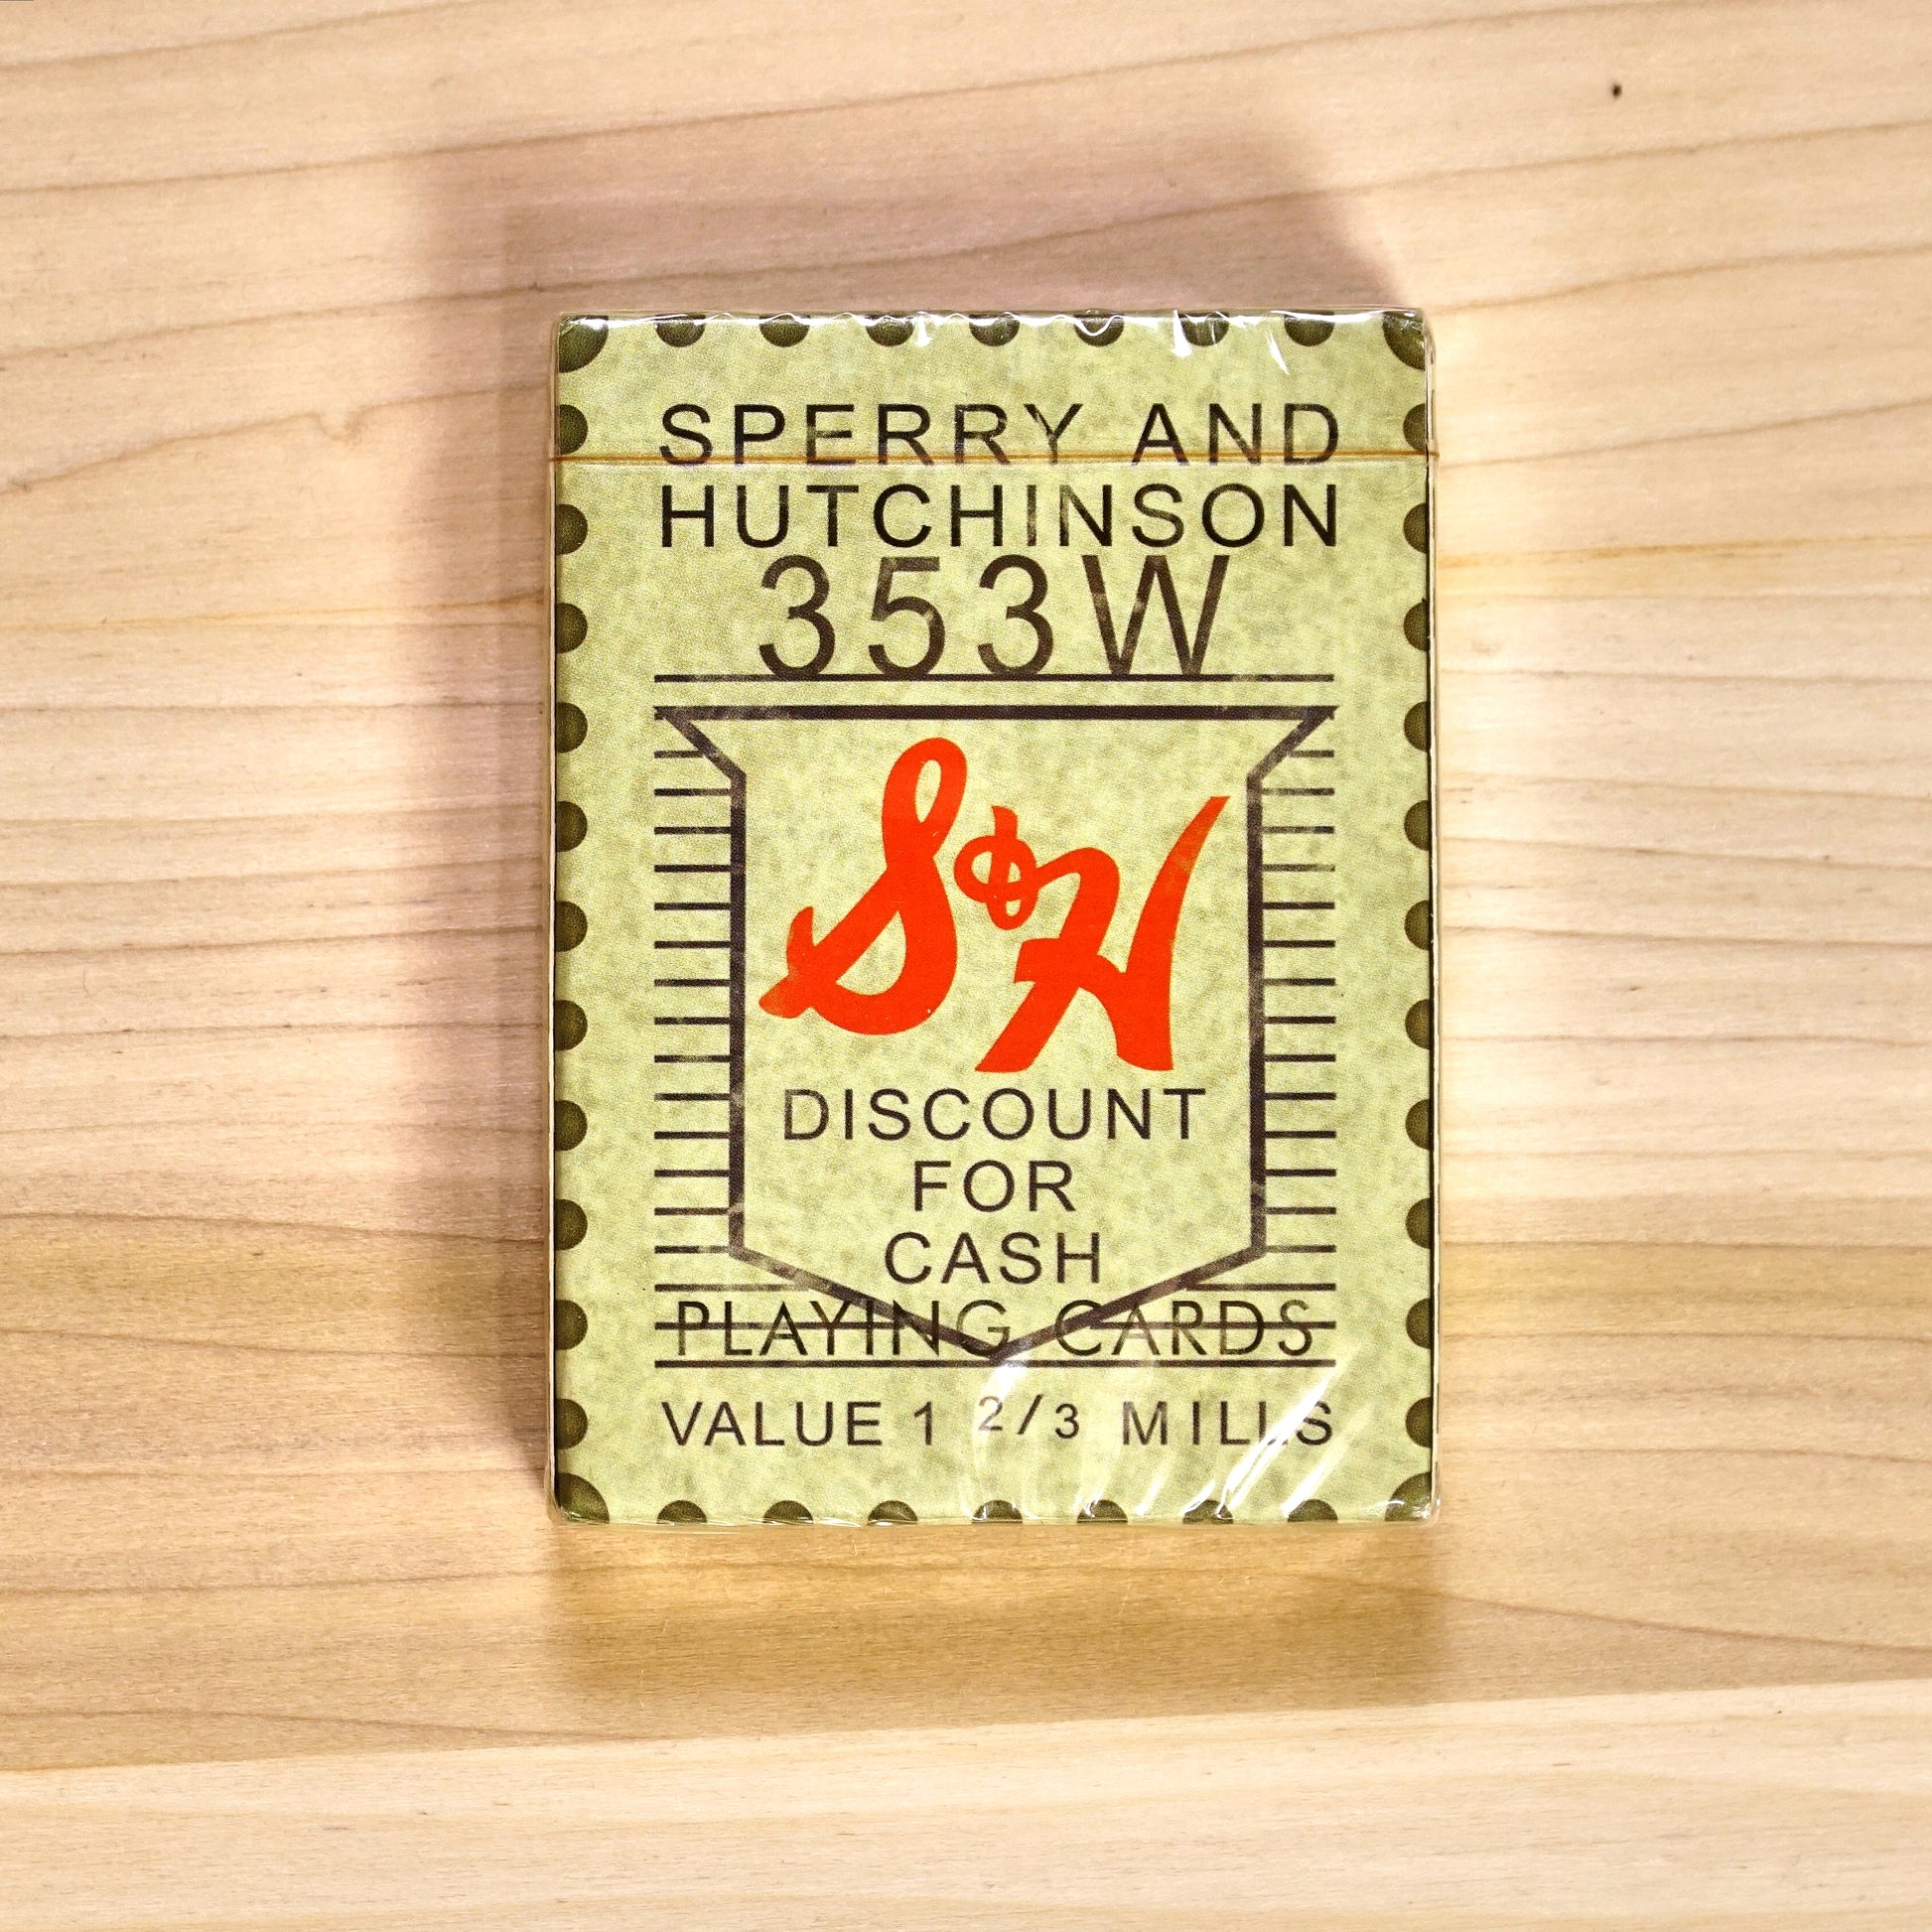 SPERRY AND
HUTCHINSON
353W
S&H
DISCOUNT
FOR
CASH
PLAYING CARDS
VALUE 1 2/3 MILLS